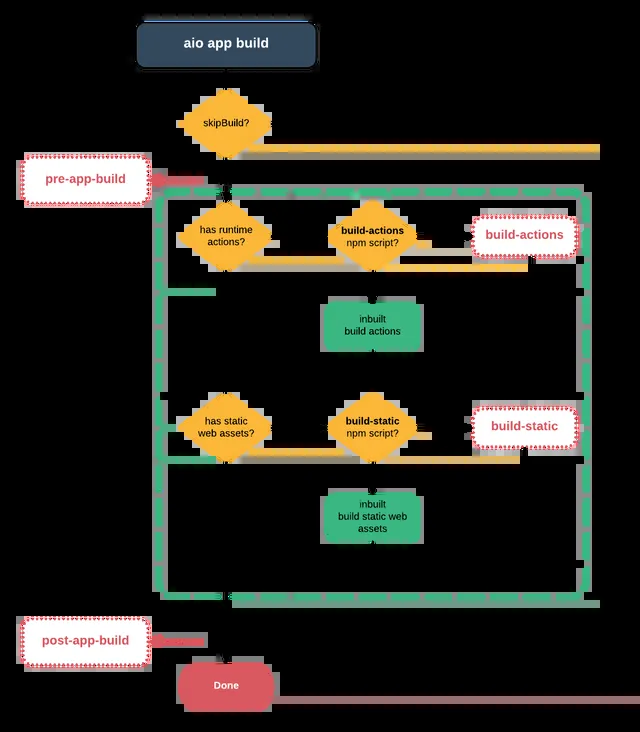 aio app build
skipBuild?
pre-app-build
has runtime
actions?
build-actions
npm script?
build-actions
inbuilt
build actions
has static
web assets?
build-static
npm script?
build-static
inbuilt
build static web
assets
post-app-build
Done